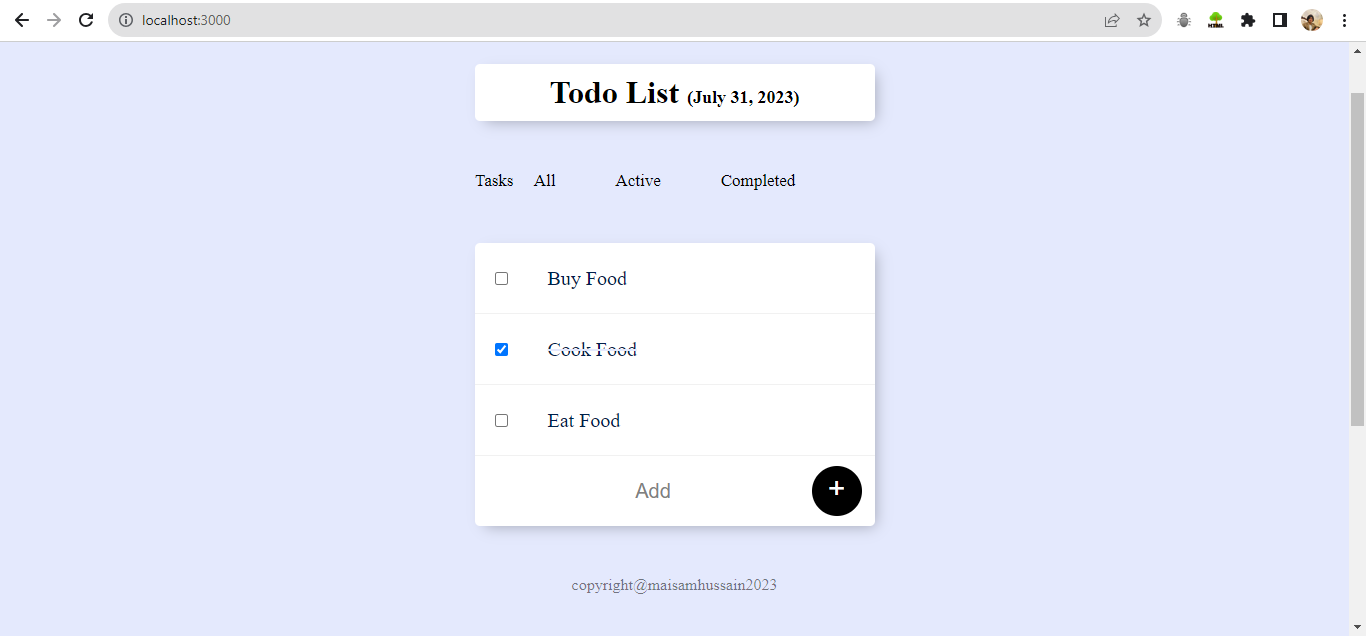 localhost:3000
HTML
Todo List (July 31, 2023)
Tasks All Active Completed
Buy Food
Cook Food
Eat Food
Add +
copyright@maisamhussain2023